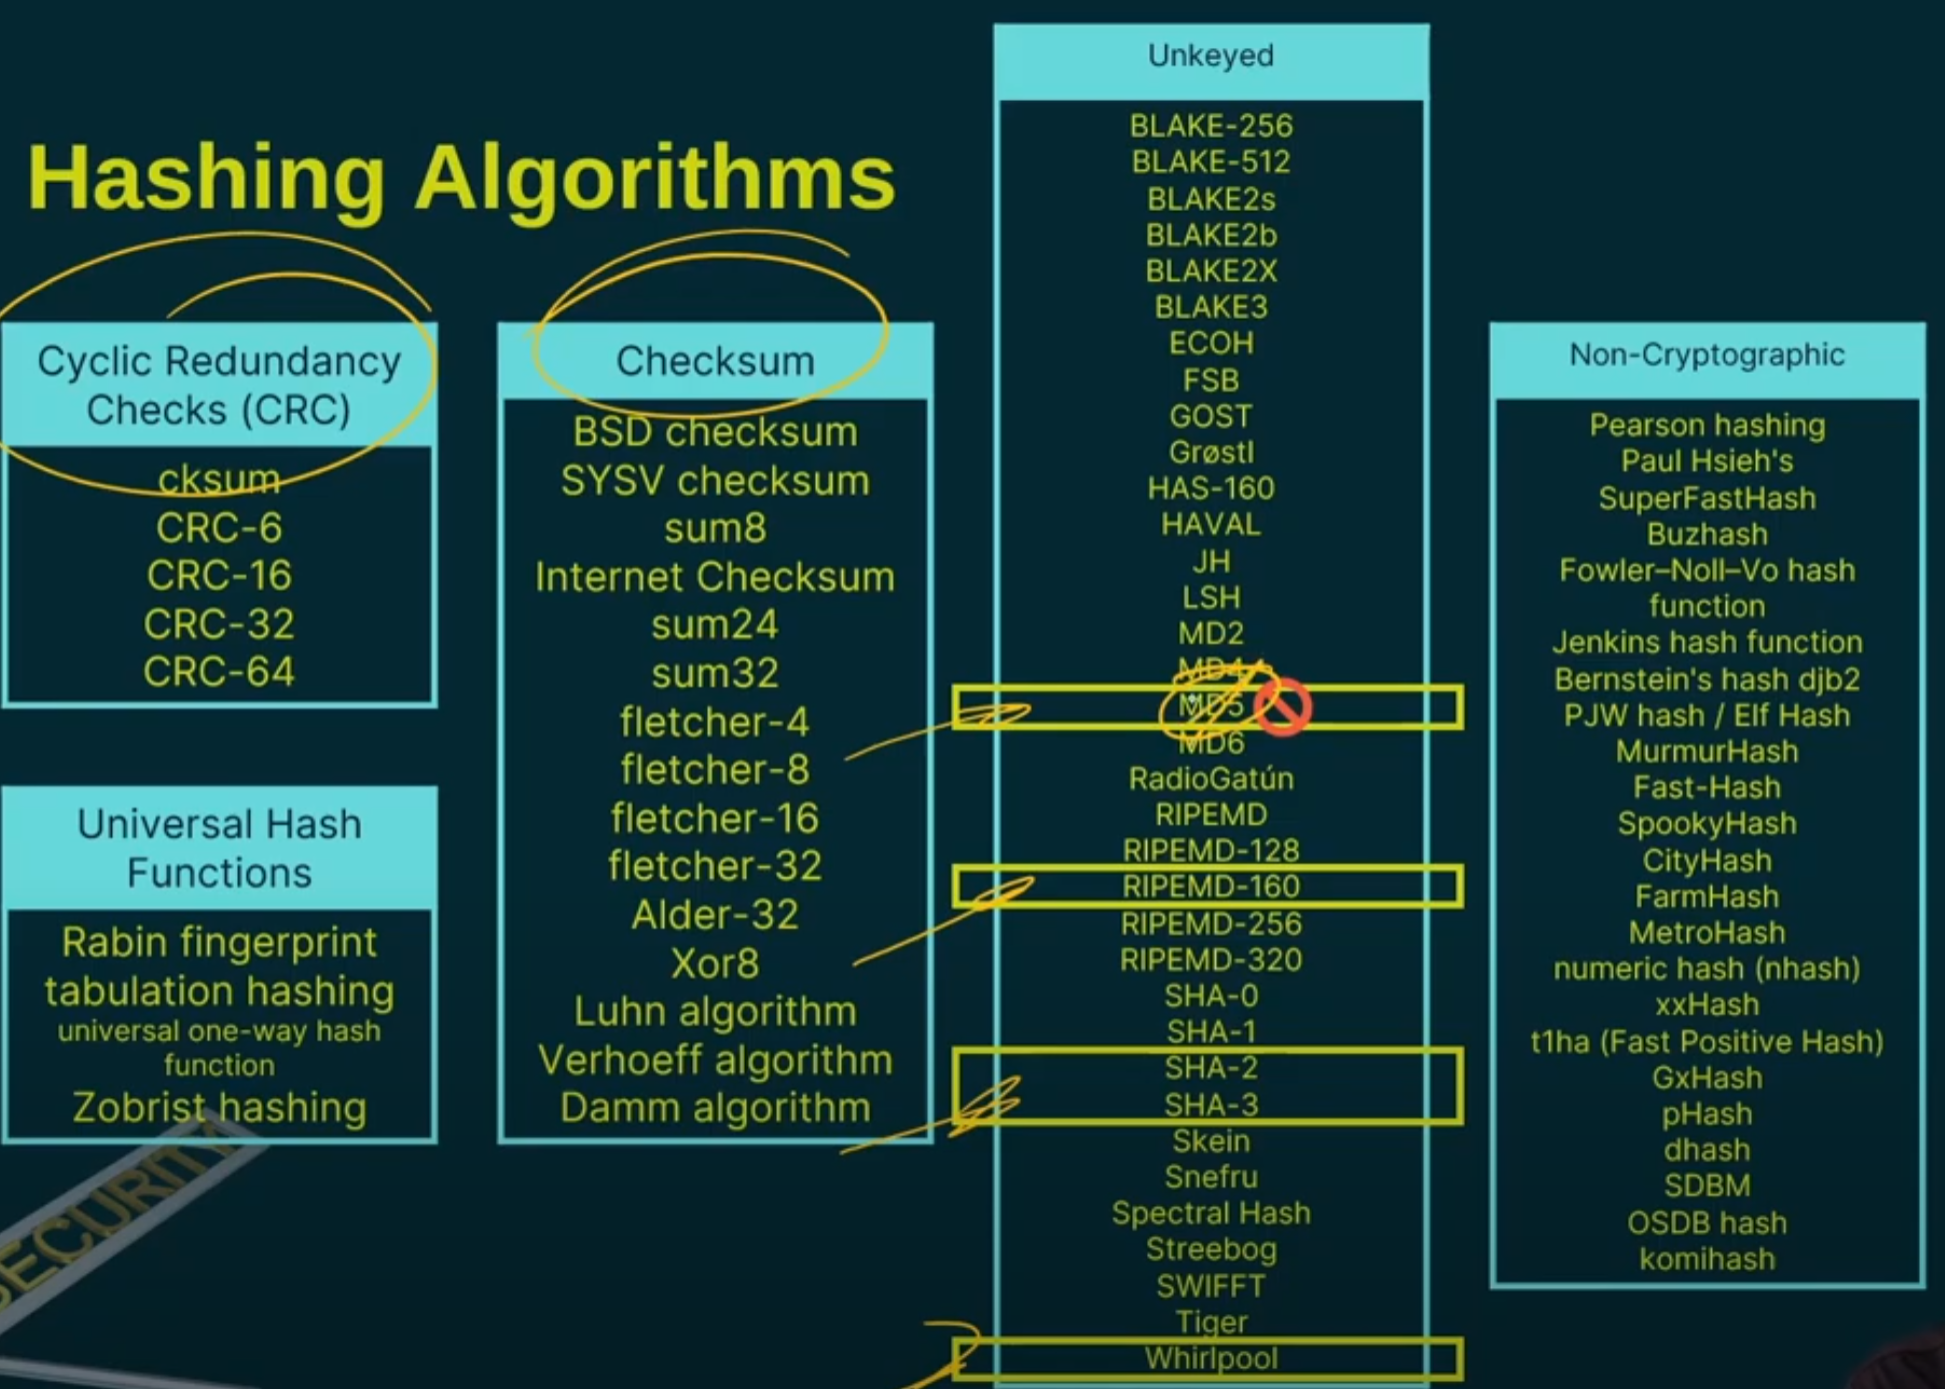 Hashing Algorithms
Cyclic Redundancy
Checks (CRC)
cksum
CRC-6
CRC-16
CRC-32
CRC-64
Universal Hash
Functions
Rabin fingerprint
tabulation hashing
universal one-way hash
function
Zobrist hashing
Checksum
BSD checksum
SYSV checksum
sum8
Internet Checksum
sum24
sum32
fletcher-4
fletcher-8
fletcher-16
fletcher-32
Alder-32
Xor8
Luhn algorithm
Verhoeff algorithm
Damm algorithm
Unkeyed
BLAKE-256
BLAKE-512
BLAKE2s
BLAKE2b
BLAKE2X
BLAKE3
ECOH
FSB
GOST
Grøstl
HAS-160
HAVAL
JH
LSH
MD2
MD4
MD5
MD6
RadioGatún
RIPEMD
RIPEMD-128
RIPEMD-160
RIPEMD-256
RIPEMD-320
SHA-0
SHA-1
SHA-2
SHA-3
Skein
Snefru
Spectral Hash
Streebog
SWIFFT
Tiger
Whirlpool
Non-Cryptographic
Pearson hashing
Paul Hsieh's
SuperFastHash
Buzhash
Fowler–Noll–Vo hash
function
Jenkins hash function
Bernstein's hash djb2
PJW hash / Elf Hash
MurmurHash
Fast-Hash
SpookyHash
CityHash
FarmHash
MetroHash
numeric hash (nhash)
xxHash
t1ha (Fast Positive Hash)
GxHash
pHash
dhash
SDBM
OSDB hash
komihash
SECURITY